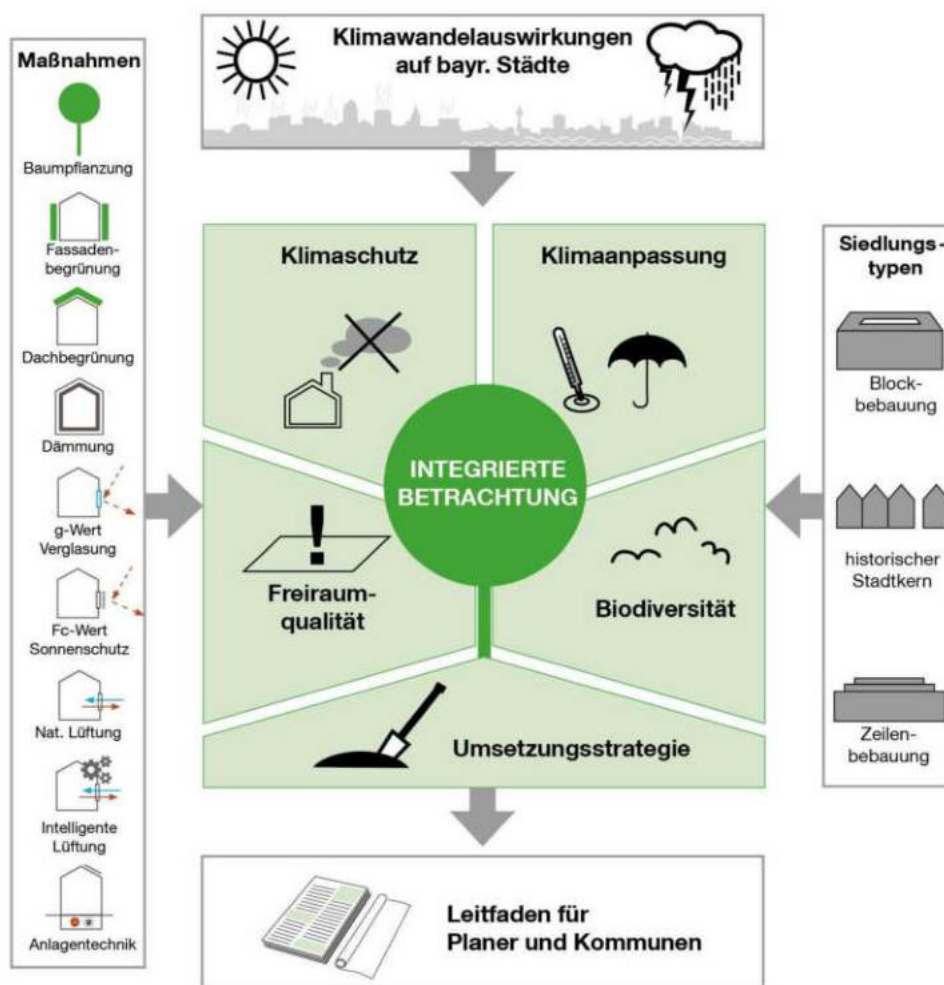 Klimawandelauswirkungen
auf bayr. Städte
Maßnahmen
Baumpflanzung
Fassaden-
begrünung
Dachbegrünung
Dämmung
g-Wert
Verglasung
Fc-Wert
Sonnenschutz
Nat. Lüftung
Intelligente
Lüftung
Anlagentechnik
Klimaschutz
Klimaanpassung
INTEGRIERTE
BETRACHTUNG
Freiraum-
qualität
Biodiversität
Umsetzungsstrategie
Siedlungs-
typen
Block-
bebauung
historischer
Stadtkern
Zeilen-
bebauung
Leitfaden für
Planer und Kommunen